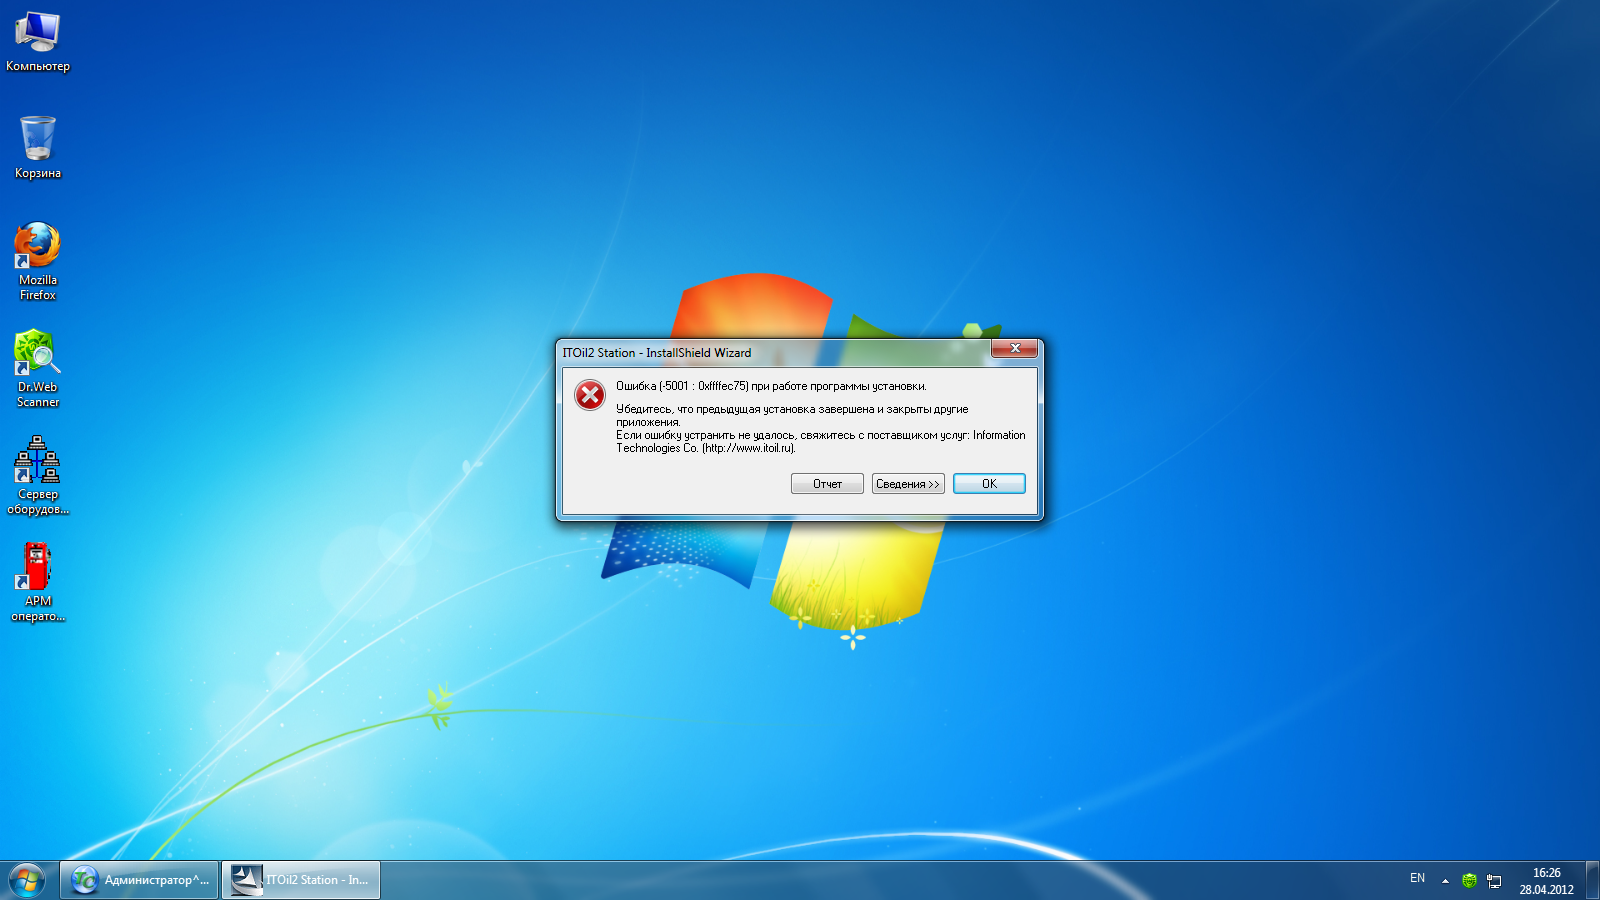 Компьютер
Корзина
Mozilla
Firefox
Dr.Web
Scanner
Сервер
оборудов...
АРМ
операто...
ITOil2 Station - InstallShield Wizard
Ошибка (-5001 : 0xffffec75) при работе программы установки.
Убедитесь, что предыдущая установка завершена и закрыты другие
приложения.
Если ошибку устранить не удалось, свяжитесь с поставщиком услуг: Information
Technologies Co. (http://www.itoil.ru).
Отчет
Сведения >>
OK
Администратор^...
ITOil2 Station - In...
EN
16:26
28.04.2012